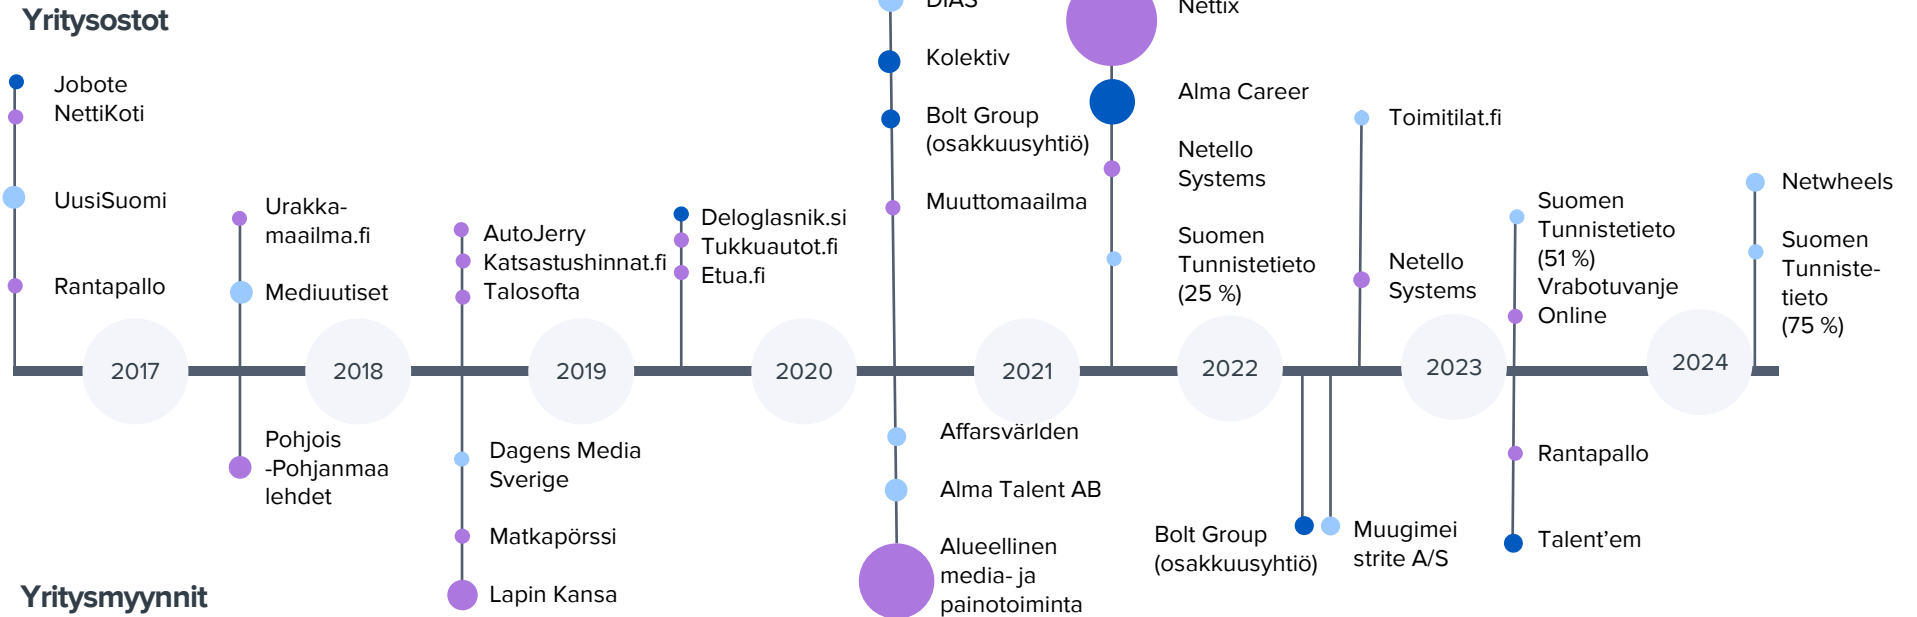 Yritysostot
Jobote
NettiKoti
UusiSuomi
Rantapallo
Urakka-
maailma.fi
Mediuutiset
AutoJerry
Katsastushinnat.fi
Talosofta
Deloglasnik.si
Tukkuautot.fi
Etua.fi
DIAS
Kolektiv
Bolt Group
(osakkuusyhtiö)
Muuttomaailma
Nettix
Alma Career
Netello
Systems
Suomen
Tunnistetieto
(25 %)
Toimitilat.fi
Netello
Systems
Suomen
Tunnistetieto
(51 %)
Vrabotuvanje
Online
Netwheels
Suomen
Tunniste-
tieto
(75 %)
2017
2018
2019
2020
2021
2022
2023
2024
Pohjois
-Pohjanmaa
lehdet
Dagens Media
Sverige
Matkapörssi
Lapin Kansa
Affarsvärlden
Alma Talent AB
Alueellinen
media- ja
painotoiminta
Bolt Group
(osakkuusyhtiö)
Muugimei
strite A/S
Rantapallo
Talent’em
Yritysmyynnit